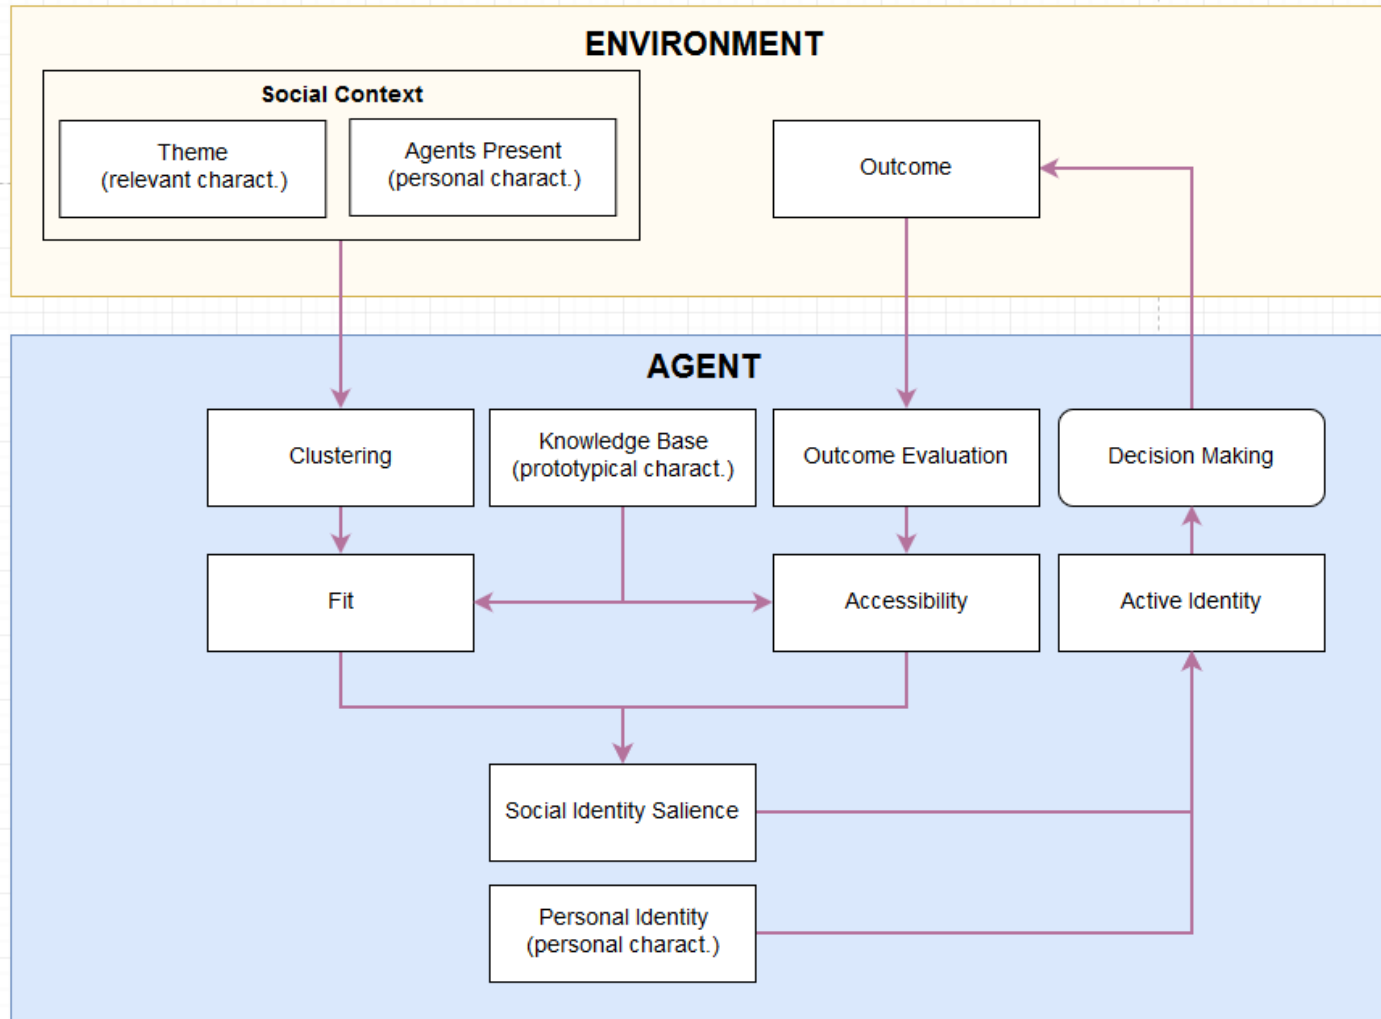 ENVIRONMENT
Social Context
Theme
(relevant charact.)
Agents Present
(personal charact.)
Outcome
AGENT
Clustering
Knowledge Base
(prototypical charact.)
Outcome Evaluation
Decision Making
Fit
Accessibility
Active Identity
Social Identity Salience
Personal Identity
(personal charact.)